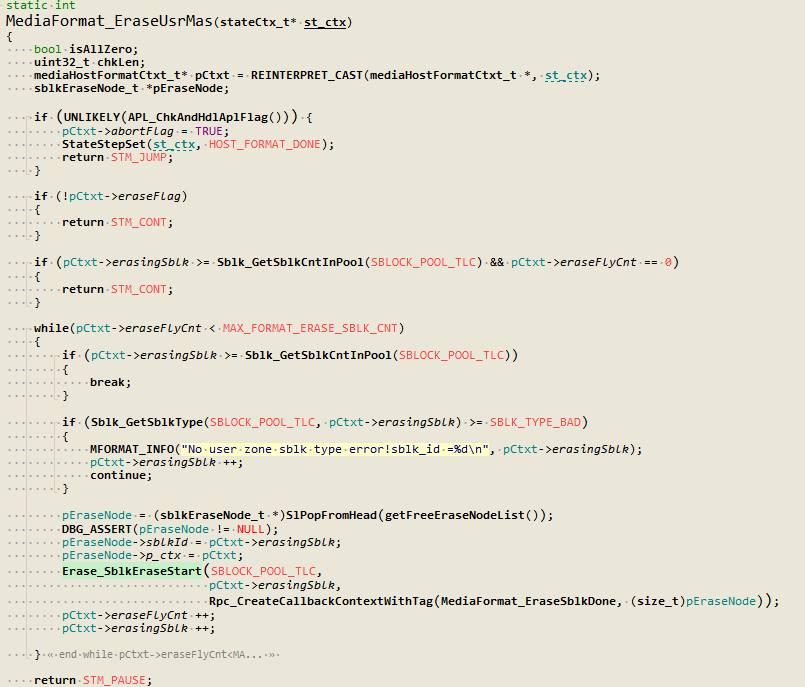 static int
MediaFormat_EraseUsrMas(stateCtx_t* st_ctx)
{
    bool isAllZero;
    uint32_t chkLen;
    mediaHostFormatCtxt_t* pCtxt = REINTERPRET_CAST(mediaHostFormatCtxt_t *, st_ctx);
    sblkEraseNode_t *pEraseNode;

    if (UNLIKELY(APL_ChkAndHdlAplFlag())) {
        pCtxt->abortFlag = TRUE;
        StateStepSet(st_ctx, HOST_FORMAT_DONE);
        return STM_JUMP;
    }

    if (!pCtxt->eraseFlag)
    {
        return STM_CONT;
    }

    if (pCtxt->erasingSblk >= Sblk_GetSblkCntInPool(SBLOCK_POOL_TLC) && pCtxt->eraseFlyCnt == 0)
    {
        return STM_CONT;
    }

    while(pCtxt->eraseFlyCnt < MAX_FORMAT_ERASE_SBLK_CNT)
    {
        if (pCtxt->erasingSblk >= Sblk_GetSblkCntInPool(SBLOCK_POOL_TLC))
        {
            break;
        }

        if (Sblk_GetSblkType(SBLOCK_POOL_TLC, pCtxt->erasingSblk) >= SBLK_TYPE_BAD)
        {
            MFORMAT_INFO("No user zone sblk type error!sblk_id =%d\n", pCtxt->erasingSblk);
            pCtxt->erasingSblk ++;
            continue;
        }

        pEraseNode = (sblkEraseNode_t *)SlPopFromHead(getFreeEraseNodeList());
        DBG_ASSERT(pEraseNode != NULL);
        pEraseNode->sblkId = pCtxt->erasingSblk;
        pEraseNode->p_ctx = pCtxt;
        Erase_SblkEraseStart(SBLOCK_POOL_TLC,
                             pCtxt->erasingSblk,
                             Rpc_CreateCallbackContextWithTag(MediaFormat_EraseSblkDone, (size_t)pEraseNode));
        pCtxt->eraseFlyCnt ++;
        pCtxt->erasingSblk ++;

    } « end while pCtxt->eraseFlyCnt<MA... »

    return STM_PAUSE;